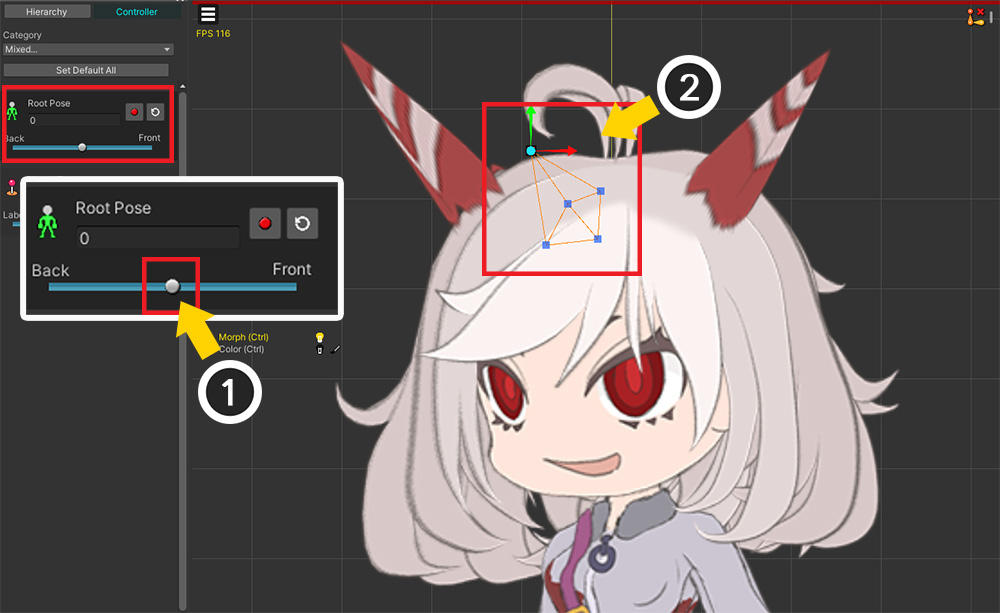 Hierarchy
Controller
FPS 116
Category
Mixed...
Set Default All
Root Pose
0
Back
Front
Root Pose
0
Back
Front
Morph (Ctrl)
Color (Ctrl)
1
2